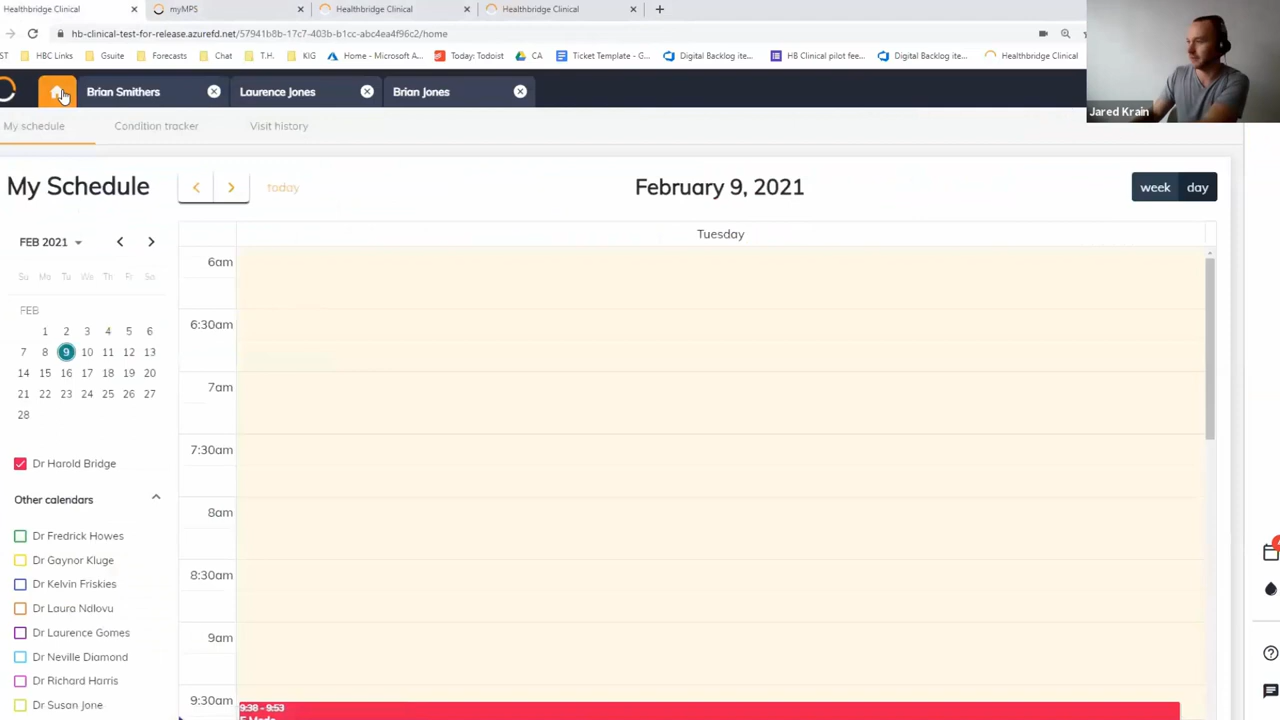 Healthbridge Clinical
myMPS
Healthbridge Clinical
Healthbridge Clinical
hb-clinical-test-for-release.azurefd.net/57941b8b-17c7-403b-b1cc-abc4ea4f96c2/home
ST HBC Links Gsuite Forecasts Chat T.H. KIG Home - Microsoft A... Today: Todoist CA Ticket Template - G... Digital Backlog ite... HB Clinical pilot fee... Digital Backlog ite... Healthbridge Clinical
Brian Smithers
Laurence Jones
Brian Jones
Jared Krain
My schedule
Condition tracker
Visit history
My Schedule
today
February 9, 2021
week
day
FEB 2021
Su Mo Tu We Th Fr Sa
FEB
1 2 3 4 5 6
7 8 9 10 11 12 13
14 15 16 17 18 19 20
21 22 23 24 25 26 27
28
Dr Harold Bridge
Other calendars
Dr Fredrick Howes
Dr Gaynor Kluge
Dr Kelvin Friskies
Dr Laura Ndlovu
Dr Laurence Gomes
Dr Neville Diamond
Dr Richard Harris
Dr Susan Jone
Tuesday
6am
6:30am
7am
7:30am
8am
8:30am
9am
9:30am
9:38 - 9:53